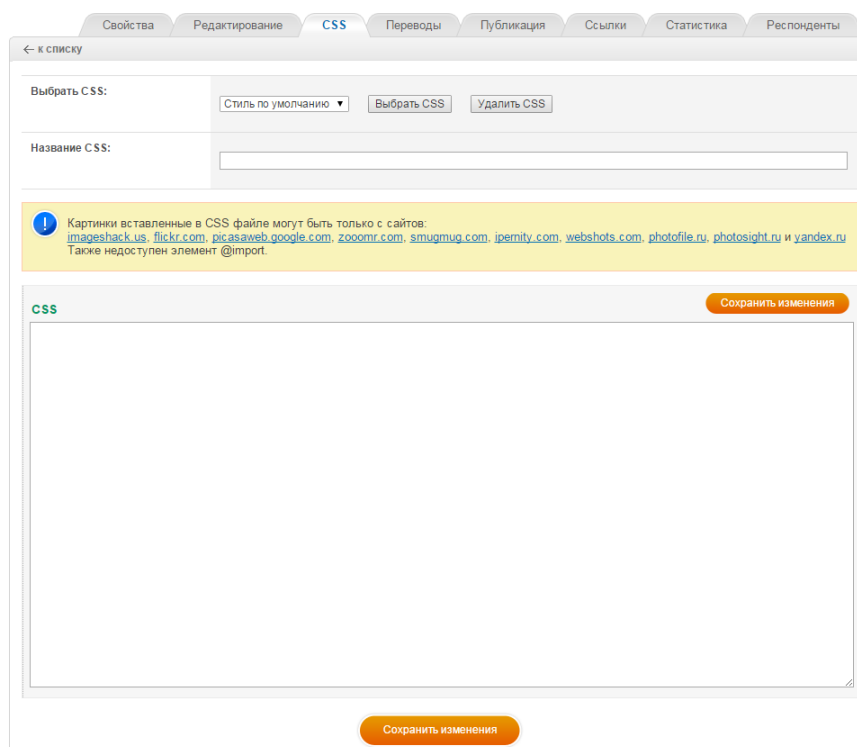 Свойства Редактирование CSS Переводы Публикация Ссылки Статистика Респонденты
← к списку
Выбрать CSS:
Стиль по умолчанию ▼ Выбрать CSS Удалить CSS
Название CSS:
Картинки вставленные в CSS файле могут быть только с сайтов:
imageshack.us, flickr.com, picasaweb.google.com, zooomr.com, smugmug.com, ipernity.com, webshots.com, photofile.ru, photosight.ru и yandex.ru
Также недоступен элемент @import.
CSS
Сохранить изменения
Сохранить изменения